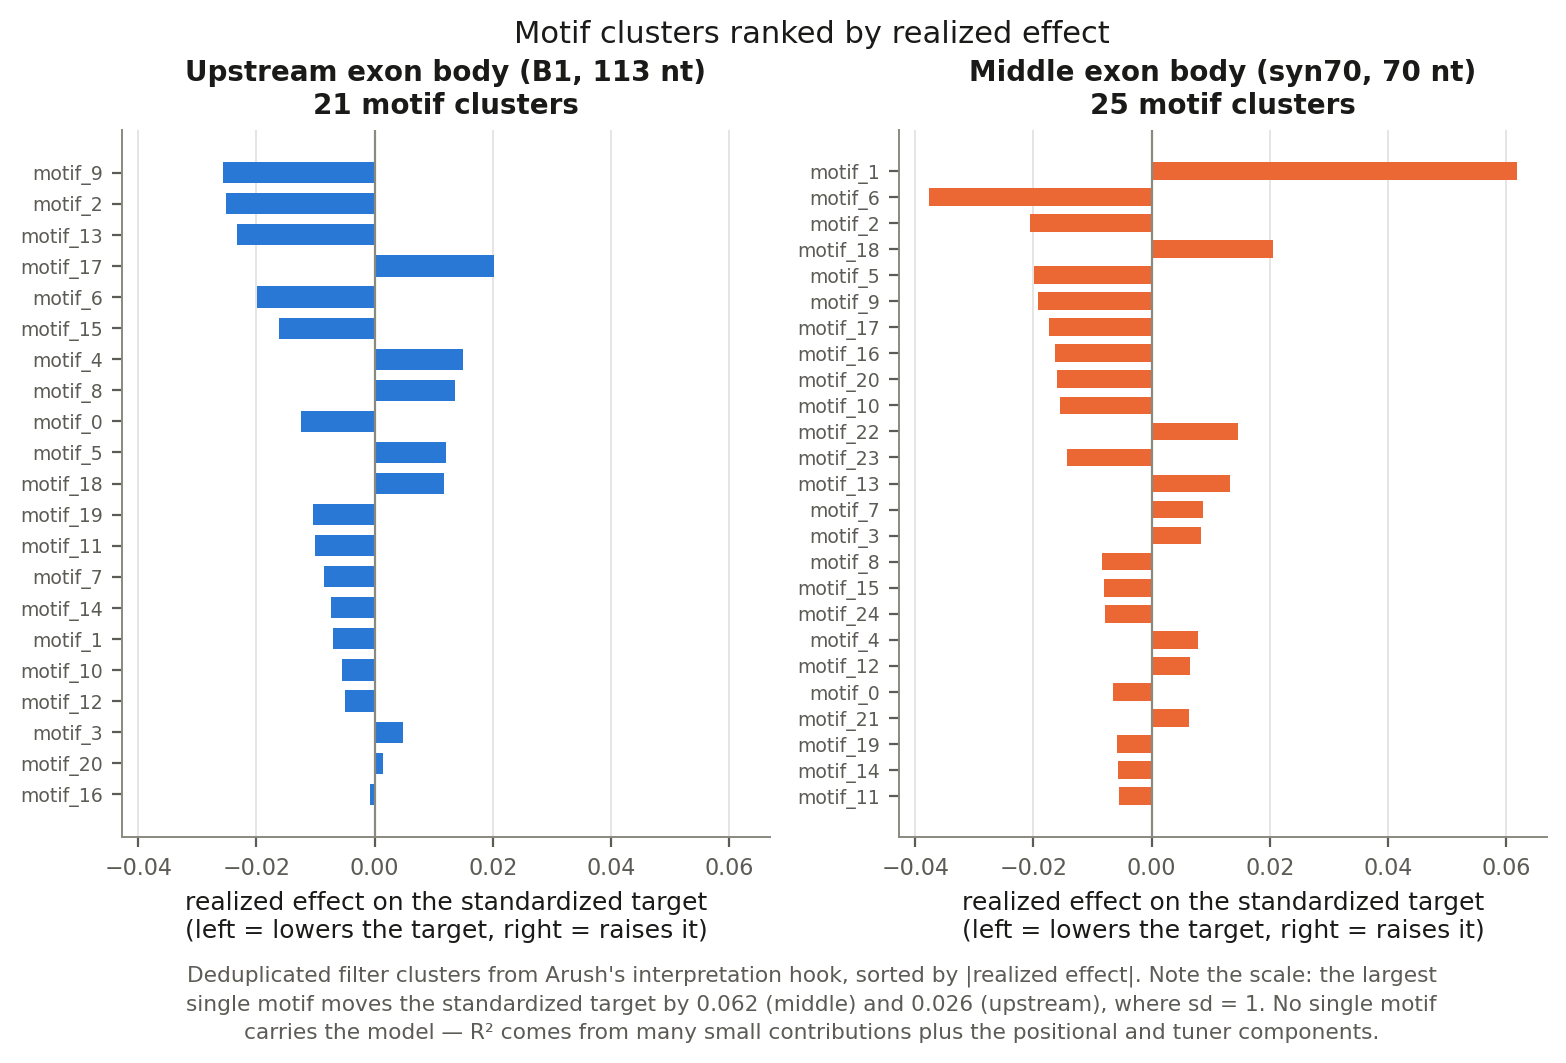 Motif clusters ranked by realized effect
Upstream exon body (B1, 113 nt)
21 motif clusters
motif_9
motif_2
motif_13
motif_17
motif_6
motif_15
motif_4
motif_8
motif_0
motif_5
motif_18
motif_19
motif_11
motif_7
motif_14
motif_1
motif_10
motif_12
motif_3
motif_20
motif_16
−0.04 −0.02 0.00 0.02 0.04 0.06
realized effect on the standardized target
(left = lowers the target, right = raises it)
Middle exon body (syn70, 70 nt)
25 motif clusters
motif_1
motif_6
motif_2
motif_18
motif_5
motif_9
motif_17
motif_16
motif_20
motif_10
motif_22
motif_23
motif_13
motif_7
motif_3
motif_8
motif_15
motif_24
motif_4
motif_12
motif_0
motif_21
motif_19
motif_14
motif_11
−0.04 −0.02 0.00 0.02 0.04 0.06
realized effect on the standardized target
(left = lowers the target, right = raises it)
Deduplicated filter clusters from Arush's interpretation hook, sorted by |realized effect|. Note the scale: the largest
single motif moves the standardized target by 0.062 (middle) and 0.026 (upstream), where sd = 1. No single motif
carries the model — R² comes from many small contributions plus the positional and tuner components.